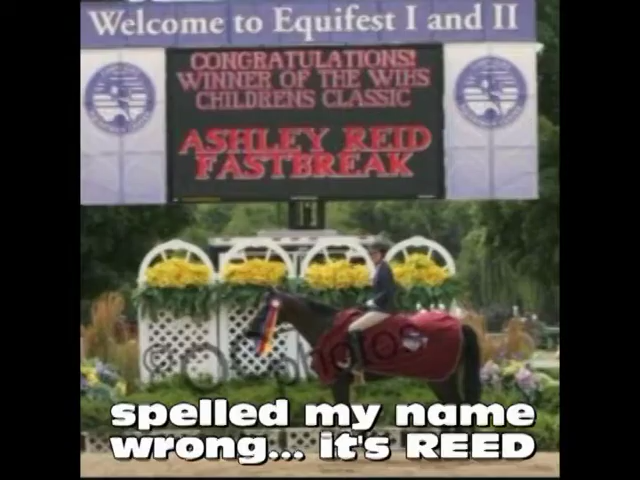 Welcome to Equifest I and II
CONGRATULATIONS!
WINNER OF THE WIHS
CHILDRENS CLASSIC
ASHLEY REID
FASTBREAK
photos
spelled my name
wrong... it's REED